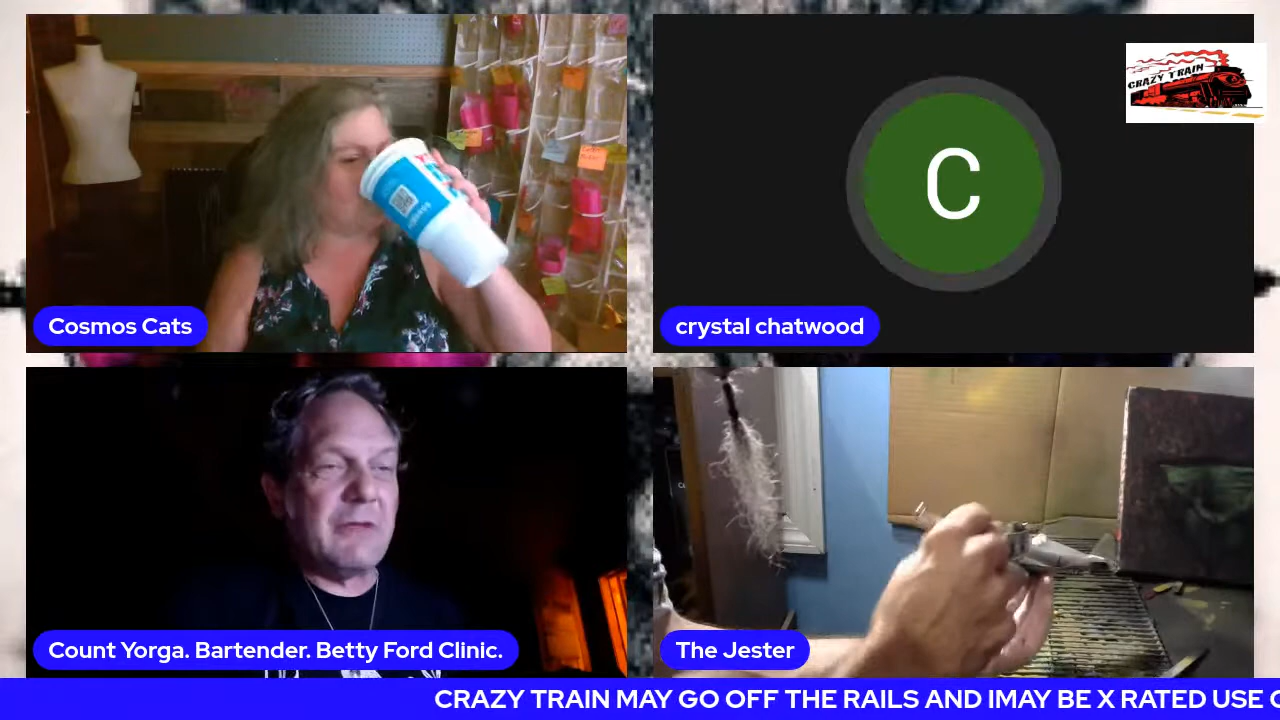 CRAZY TRAIN
Cosmos Cats
C
crystal chatwood
Count Yorga. Bartender. Betty Ford Clinic.
The Jester
CRAZY TRAIN MAY GO OFF THE RAILS AND IMAY BE X RATED USE